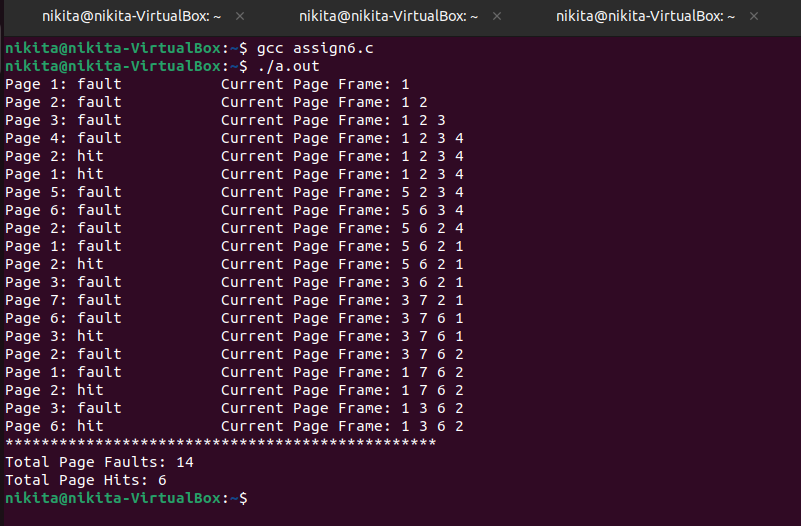 nikita@nikita-VirtualBox: ~ × nikita@nikita-VirtualBox: ~ × nikita@nikita-VirtualBox: ~ ×
nikita@nikita-VirtualBox:~$ gcc assign6.c
nikita@nikita-VirtualBox:~$ ./a.out
Page 1: fault Current Page Frame: 1
Page 2: fault Current Page Frame: 1 2
Page 3: fault Current Page Frame: 1 2 3
Page 4: fault Current Page Frame: 1 2 3 4
Page 2: hit Current Page Frame: 1 2 3 4
Page 1: hit Current Page Frame: 1 2 3 4
Page 5: fault Current Page Frame: 5 2 3 4
Page 6: fault Current Page Frame: 5 6 3 4
Page 2: fault Current Page Frame: 5 6 2 4
Page 1: fault Current Page Frame: 5 6 2 1
Page 2: hit Current Page Frame: 5 6 2 1
Page 3: fault Current Page Frame: 3 6 2 1
Page 7: fault Current Page Frame: 3 7 2 1
Page 6: fault Current Page Frame: 3 7 6 1
Page 3: hit Current Page Frame: 3 7 6 1
Page 2: fault Current Page Frame: 3 7 6 2
Page 1: fault Current Page Frame: 1 7 6 2
Page 2: hit Current Page Frame: 1 7 6 2
Page 3: fault Current Page Frame: 1 3 6 2
Page 6: hit Current Page Frame: 1 3 6 2
************************************************
Total Page Faults: 14
Total Page Hits: 6
nikita@nikita-VirtualBox:~$